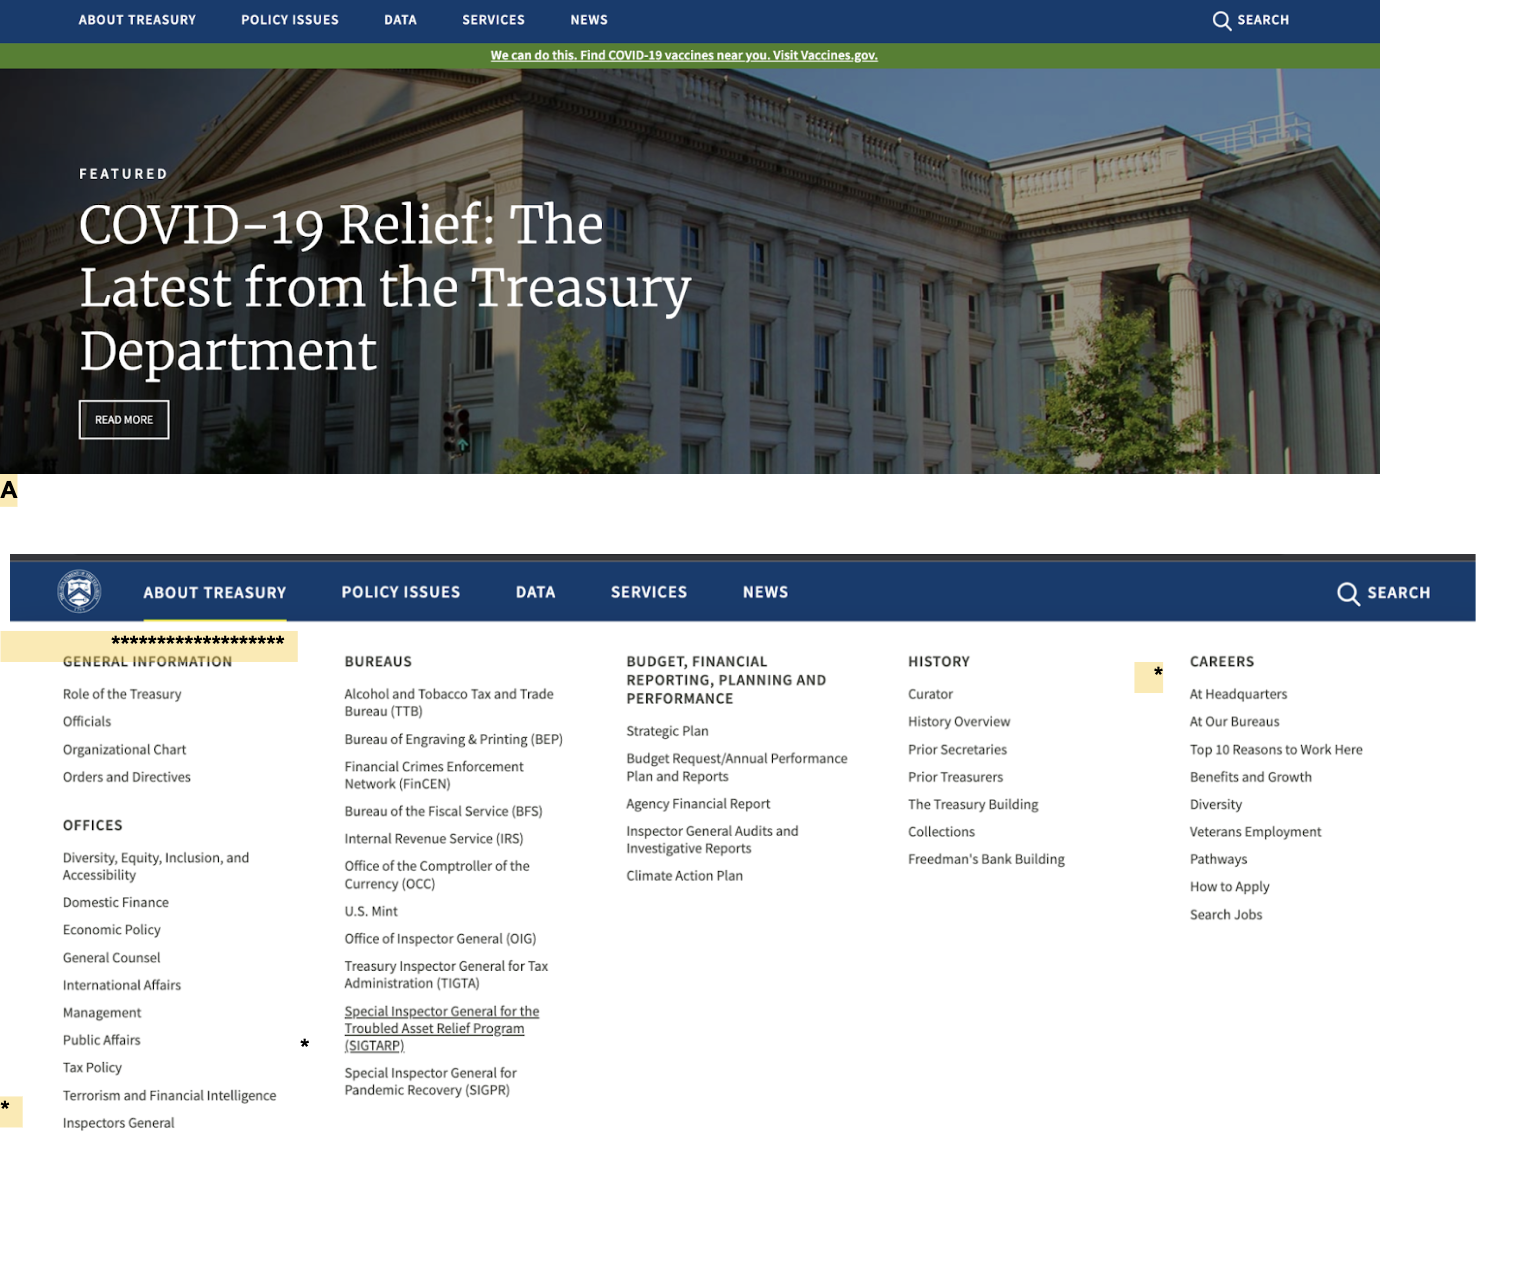 ABOUT TREASURY POLICY ISSUES DATA SERVICES NEWS SEARCH
We can do this. Find COVID-19 vaccines near you. Visit Vaccines.gov.
FEATURED
COVID-19 Relief: The
Latest from the Treasury
Department
READ MORE
A
ABOUT TREASURY POLICY ISSUES DATA SERVICES NEWS SEARCH
*******************
GENERAL INFORMATION
Role of the Treasury
Officials
Organizational Chart
Orders and Directives
OFFICES
Diversity, Equity, Inclusion, and
Accessibility
Domestic Finance
Economic Policy
General Counsel
International Affairs
Management
Public Affairs
Tax Policy
Terrorism and Financial Intelligence
*
Inspectors General
BUREAUS
Alcohol and Tobacco Tax and Trade
Bureau (TTB)
Bureau of Engraving & Printing (BEP)
Financial Crimes Enforcement
Network (FinCEN)
Bureau of the Fiscal Service (BFS)
Internal Revenue Service (IRS)
Office of the Comptroller of the
Currency (OCC)
U.S. Mint
Office of Inspector General (OIG)
Treasury Inspector General for Tax
Administration (TIGTA)
Special Inspector General for the
Troubled Asset Relief Program
* (SIGTARP)
Special Inspector General for
Pandemic Recovery (SIGPR)
BUDGET, FINANCIAL
REPORTING, PLANNING AND
PERFORMANCE
Strategic Plan
Budget Request/Annual Performance
Plan and Reports
Agency Financial Report
Inspector General Audits and
Investigative Reports
Climate Action Plan
HISTORY
Curator
History Overview
Prior Secretaries
Prior Treasurers
The Treasury Building
Collections
Freedman's Bank Building
*
CAREERS
At Headquarters
At Our Bureaus
Top 10 Reasons to Work Here
Benefits and Growth
Diversity
Veterans Employment
Pathways
How to Apply
Search Jobs